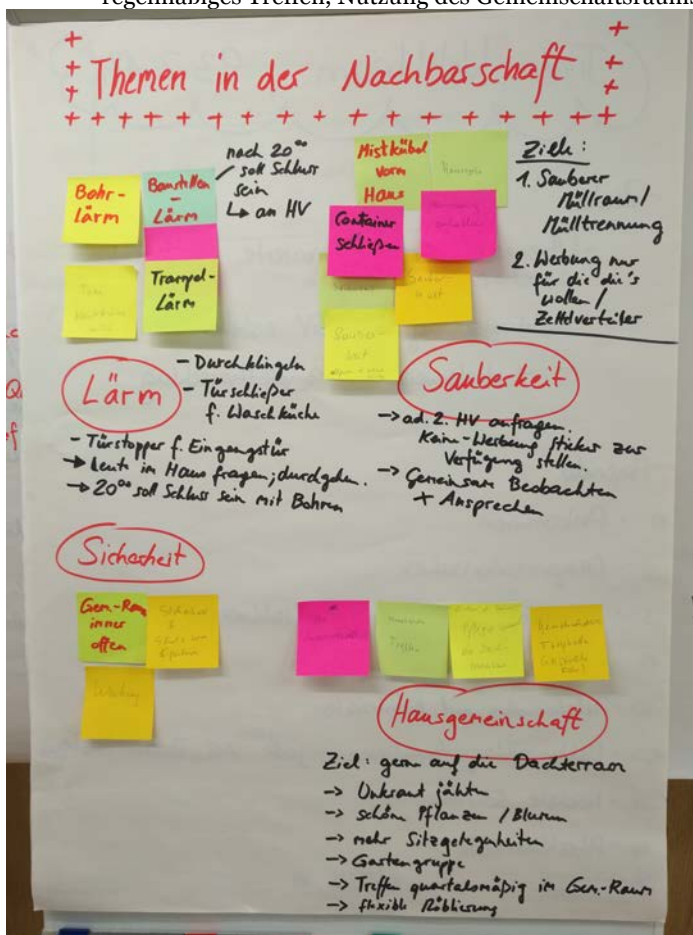 regelmäßiges Treffen, Nutzung des Gemeinschaftsraums
Themen in der Nachbarschaft
Bohr-
Lärm
Baustellen
-
Lärm
nach 20⁰⁰
soll Schluss
sein
↳ an HV
Trampel-
Lärm
Mistkübel
vorm
Haus
Container
schließen
Sauber-
keit
Ziele:
1. Sauberer
Müllraum/
Mülltrennung
2. Werbung nur
für die die's
wollen /
Zettelverteiler
Lärm
- Durchklingeln
- Türschließer
f. Waschküche
- Türstopper f. Eingangstür
→ Leute im Haus fragen; durchgehen.
→ 20⁰⁰ soll Schluss sein mit Bohren
Sauberkeit
→ ad. 2. HV anfragen.
Keine-Werbung Sticker zur
Verfügung stellen.
→ Gemeinsam Beobachten
+ Ansprechen
Sicherheit
Gem.-Raum
immer
offen
Treffen
Hausgemeinschaft
Ziel: gern auf die Dachterrasse
→ Unkraut jähten
→ schöne Pflanzen / Blumen
→ mehr Sitzgelegenheiten
→ Gartengruppe
→ Treffen quartalsmäßig im Gem.-Raum
→ flexible Möblierung